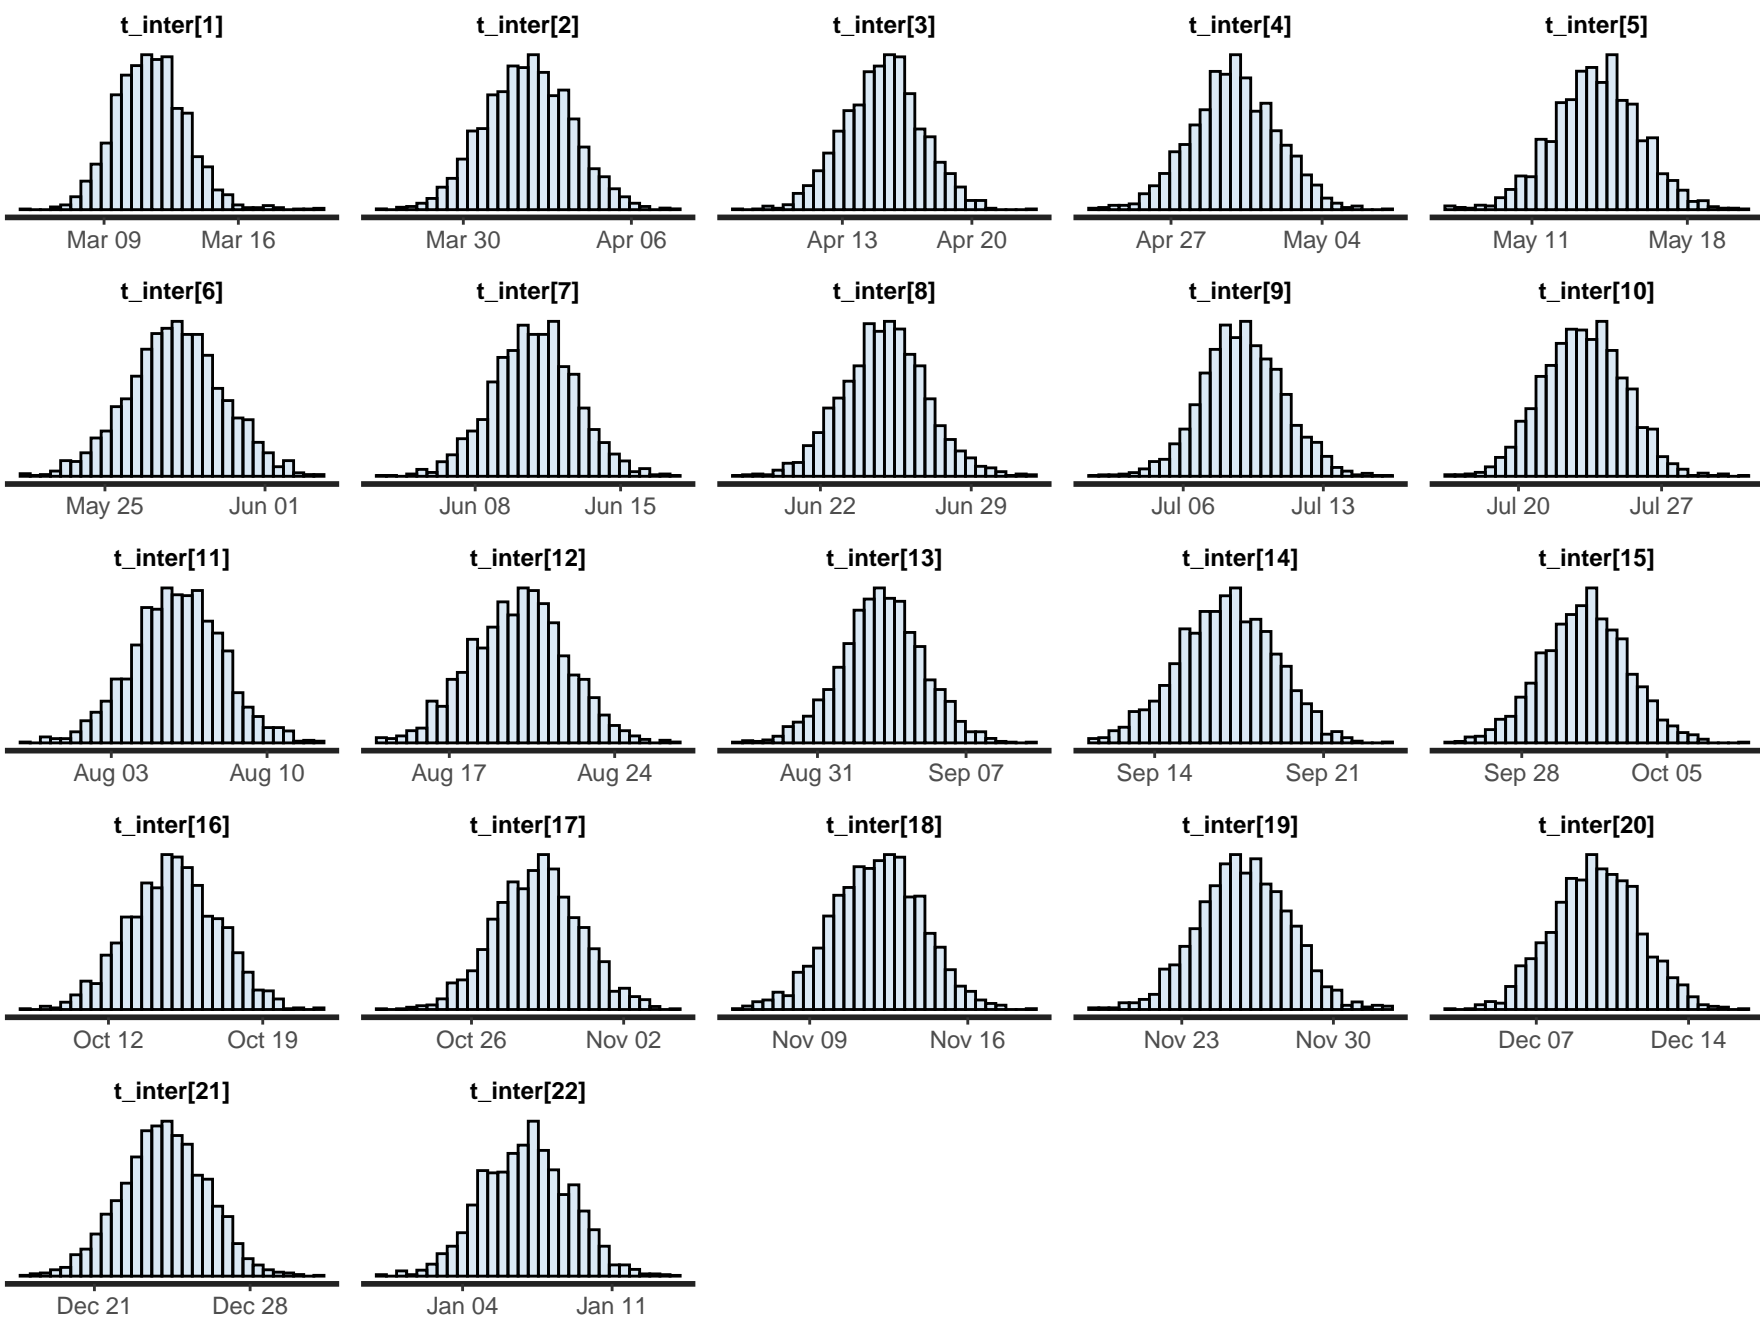 t_inter[1] t_inter[2] t_inter[3] t_inter[4] t_inter[5]
Mar 09 Mar 16 Mar 30 Apr 06 Apr 13 Apr 20 Apr 27 May 04 May 11 May 18
t_inter[6] t_inter[7] t_inter[8] t_inter[9] t_inter[10]
May 25 Jun 01 Jun 08 Jun 15 Jun 22 Jun 29 Jul 06 Jul 13 Jul 20 Jul 27
t_inter[11] t_inter[12] t_inter[13] t_inter[14] t_inter[15]
Aug 03 Aug 10 Aug 17 Aug 24 Aug 31 Sep 07 Sep 14 Sep 21 Sep 28 Oct 05
t_inter[16] t_inter[17] t_inter[18] t_inter[19] t_inter[20]
Oct 12 Oct 19 Oct 26 Nov 02 Nov 09 Nov 16 Nov 23 Nov 30 Dec 07 Dec 14
t_inter[21] t_inter[22]
Dec 21 Dec 28 Jan 04 Jan 11